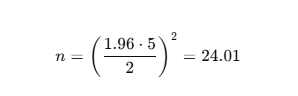 n = (1.96 · 5 / 2)² = 24.01